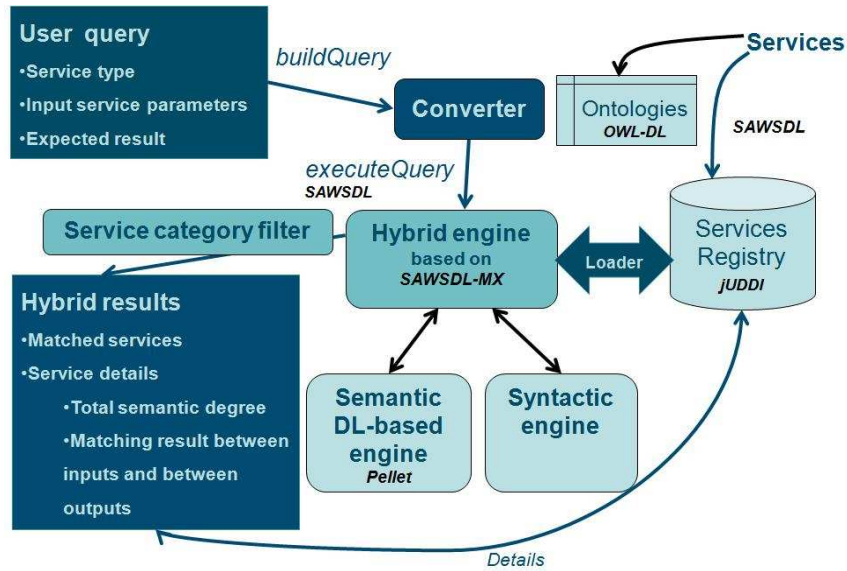 User query
•Service type
•Input service parameters
•Expected result
buildQuery
Converter
Ontologies
OWL-DL
Services
SAWSDL
executeQuery
SAWSDL
Service category filter
Hybrid engine
based on
SAWSDL-MX
Loader
Services
Registry
jUDDI
Hybrid results
•Matched services
•Service details
•Total semantic degree
•Matching result between
inputs and between
outputs
Semantic
DL-based
engine
Pellet
Syntactic
engine
Details